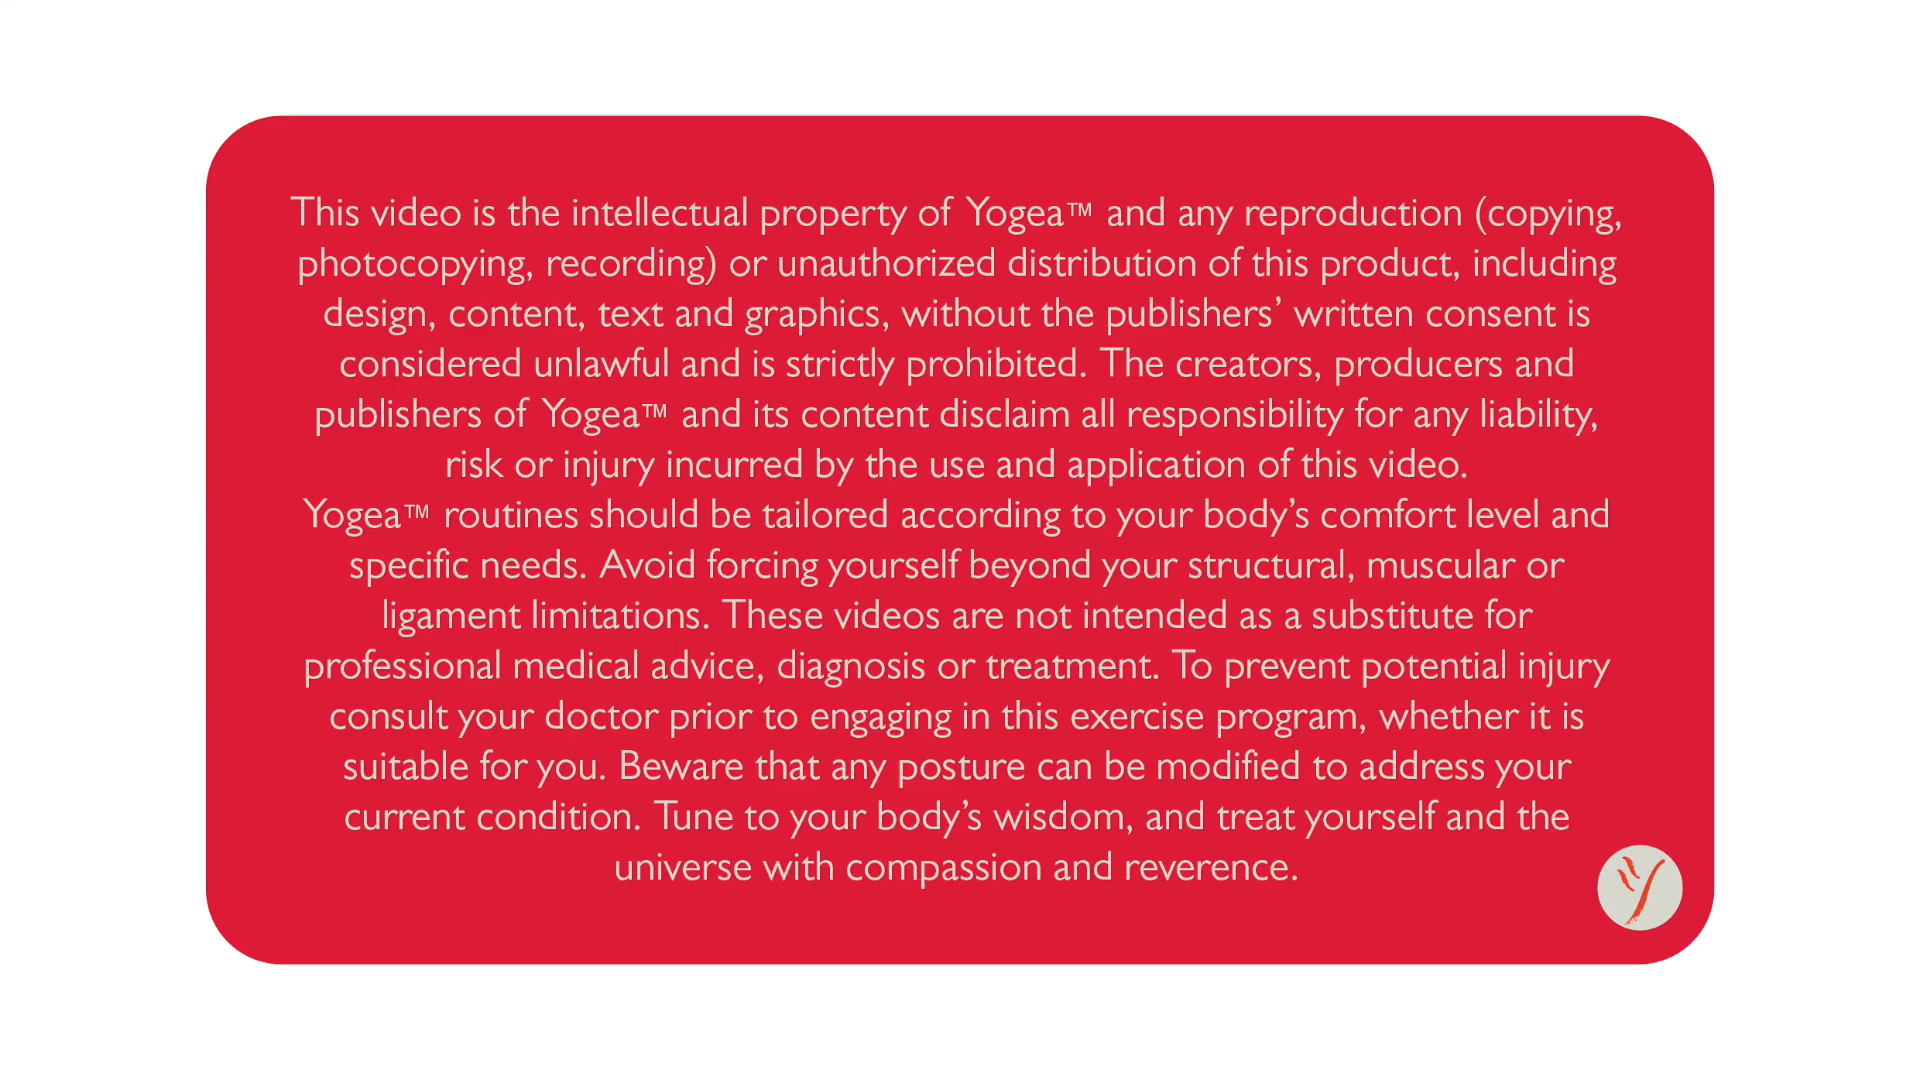 This video is the intellectual property of Yogea™ and any reproduction (copying,
photocopying, recording) or unauthorized distribution of this product, including
design, content, text and graphics, without the publishers’ written consent is
considered unlawful and is strictly prohibited. The creators, producers and
publishers of Yogea™ and its content disclaim all responsibility for any liability,
risk or injury incurred by the use and application of this video.
Yogea™ routines should be tailored according to your body’s comfort level and
specific needs. Avoid forcing yourself beyond your structural, muscular or
ligament limitations. These videos are not intended as a substitute for
professional medical advice, diagnosis or treatment. To prevent potential injury
consult your doctor prior to engaging in this exercise program, whether it is
suitable for you. Beware that any posture can be modified to address your
current condition. Tune to your body’s wisdom, and treat yourself and the
universe with compassion and reverence.
Y